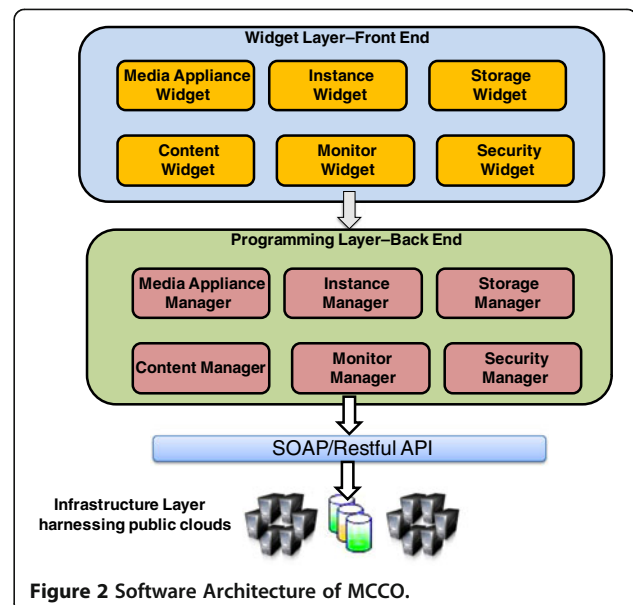 Widget Layer–Front End
Media Appliance
Widget
Instance
Widget
Storage
Widget
Content
Widget
Monitor
Widget
Security
Widget
Programming Layer–Back End
Media Appliance
Manager
Instance
Manager
Storage
Manager
Content Manager
Monitor
Manager
Security
Manager
SOAP/Restful API
Infrastructure Layer
harnessing public clouds
Figure 2 Software Architecture of MCCO.